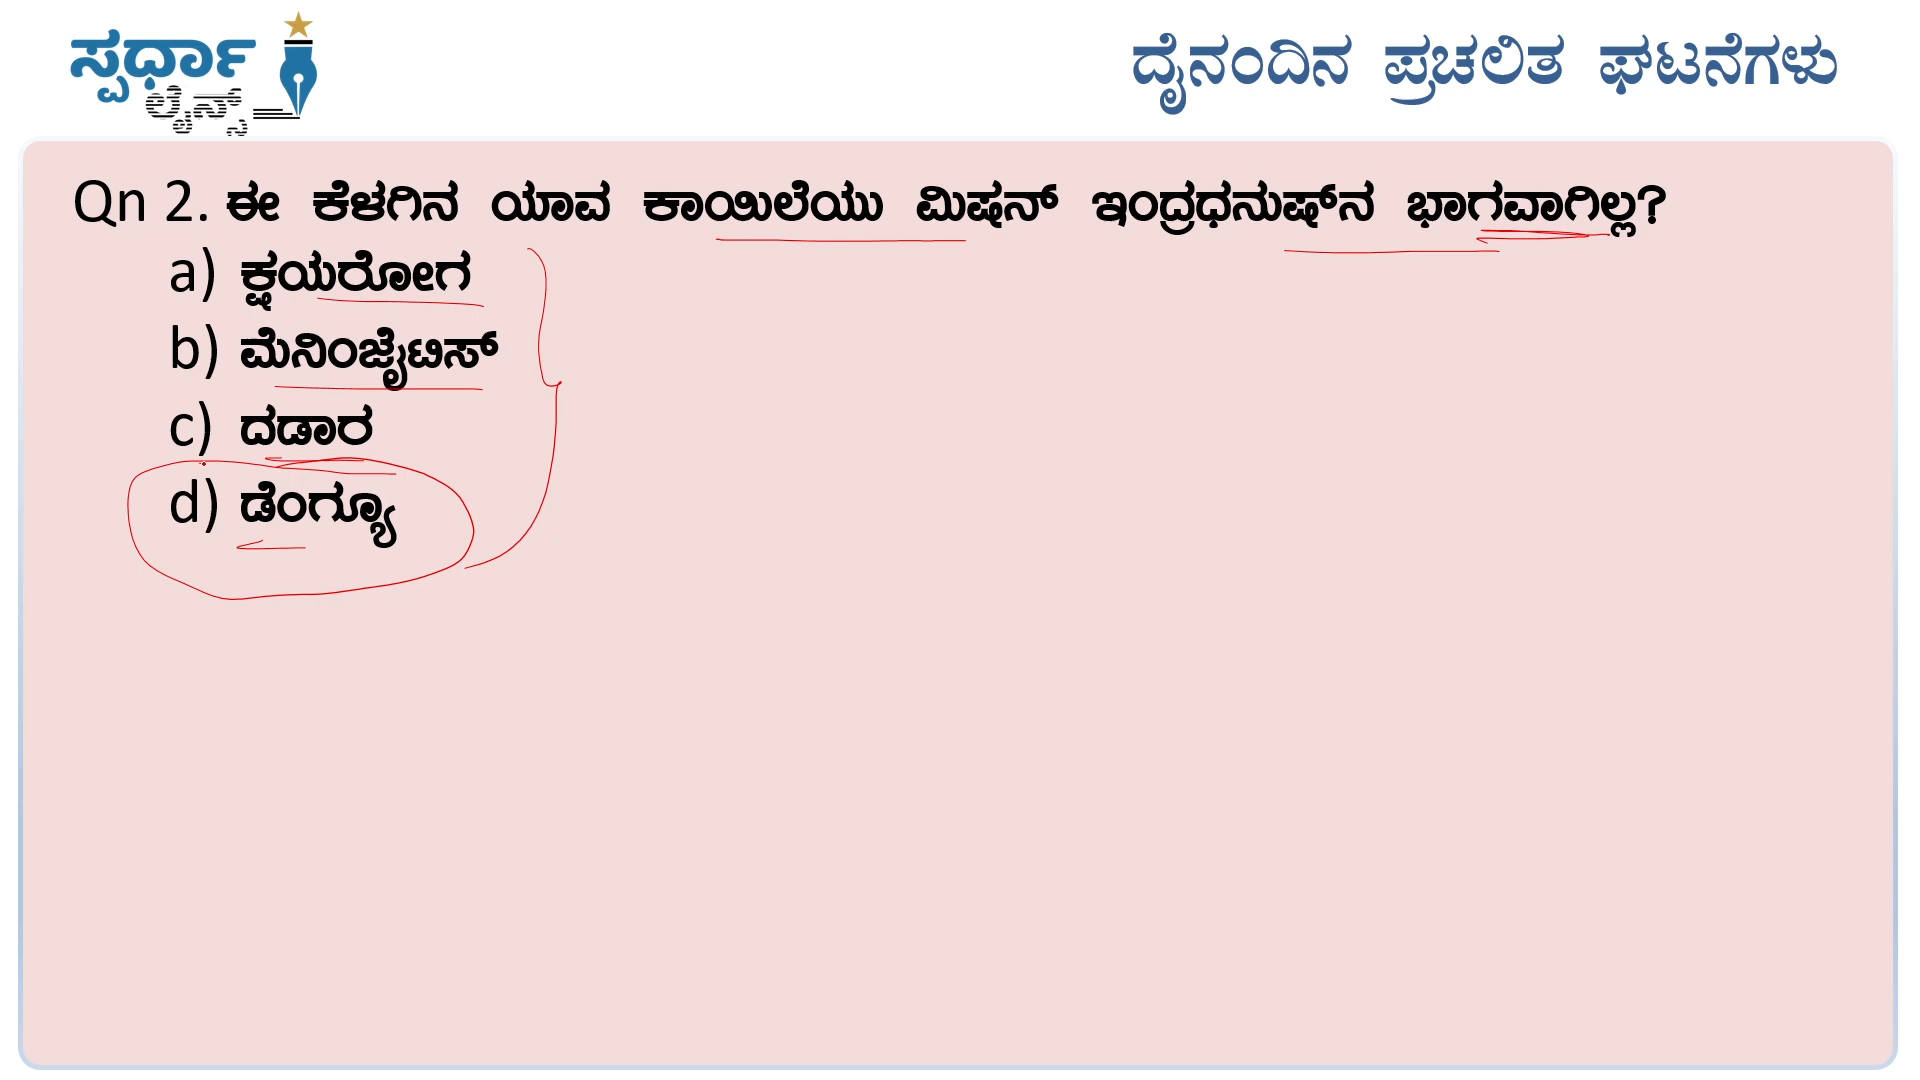 ಸ್ಪರ್ಧಾ
ಲೈನ್ಸ್
ದೈನಂದಿನ ಪ್ರಚಲಿತ ಘಟನೆಗಳು
Qn 2. ಈ ಕೆಳಗಿನ ಯಾವ ಕಾಯಿಲೆಯು ಮಿಷನ್ ಇಂದ್ರಧನುಷ್‌ನ ಭಾಗವಾಗಿಲ್ಲ?
a) ಕ್ಷಯರೋಗ
b) ಮೆನಿಂಜೈಟಿಸ್
c) ದಡಾರ
d) ಡೆಂಗ್ಯೂ